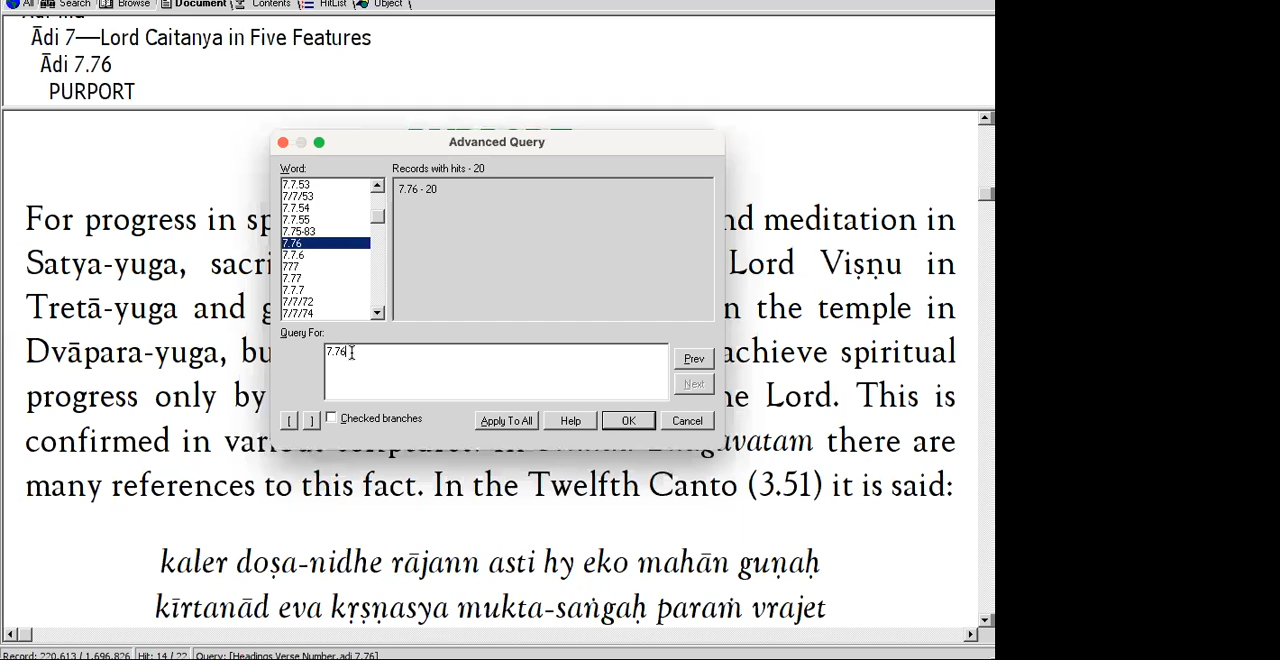 All Search Browse Document Contents HitList Object
Ādi 7—Lord Caitanya in Five Features
Ādi 7.76
PURPORT
Advanced Query
Word:
Records with hits - 20
7.7.53
7/7/53
7.7.54
7.7.55
7.75-83
7.76
7.7.6
777
7.77
7.7.7
7/7/72
7/7/74
7.76 - 20
Query For:
7.76
Prev
Next
[ ] Checked branches Apply To All Help OK Cancel
For progress in nd meditation in
Satya-yuga, Lord Viṣṇu in
Tretā-yuga and n the temple in
Dvāpara-yuga, achieve spiritual
progress only by he Lord. This is
confirmed in there are
many references to this fact. In the Twelfth Canto (3.51) it is said:
kaler doṣa-nidhe rājann asti hy eko mahān guṇaḥ
kīrtanād eva kṛṣṇasya mukta-saṅgaḥ paraṁ vrajet
Record: 220,613 / 1,696,826 Hit: 14 / 22 Query: [Headings Verse Number,adi 7.76]